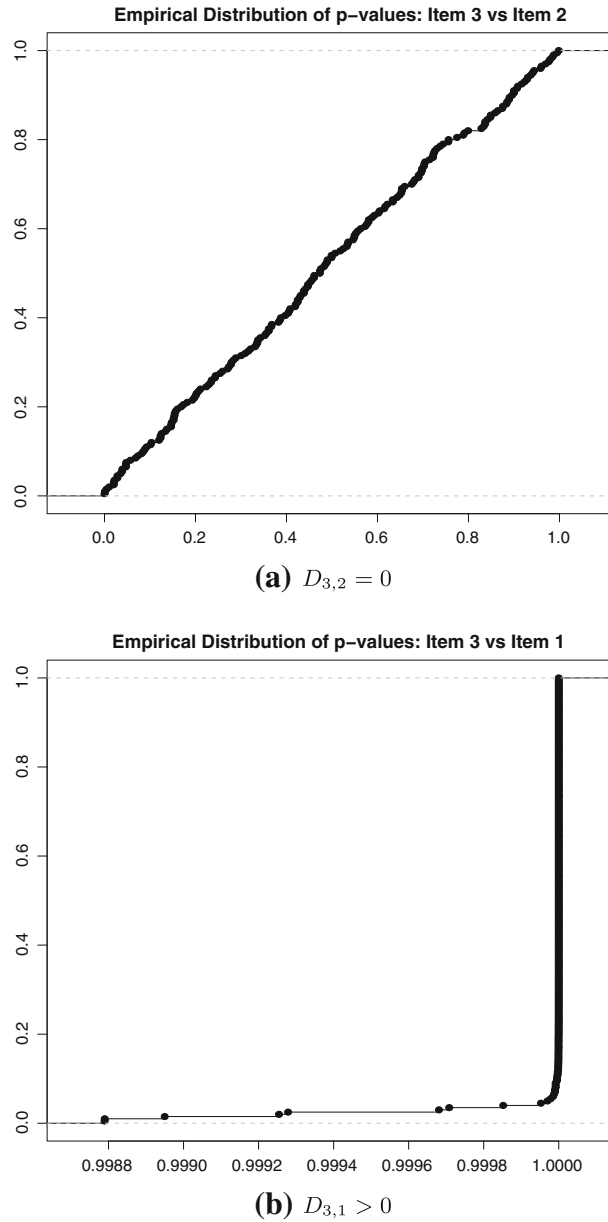 Empirical Distribution of p−values: Item 3 vs Item 2
1.0
0.8
0.6
0.4
0.2
0.0
0.0 0.2 0.4 0.6 0.8 1.0
(a) D3,2 = 0
Empirical Distribution of p−values: Item 3 vs Item 1
1.0
0.8
0.6
0.4
0.2
0.0
0.9988 0.9990 0.9992 0.9994 0.9996 0.9998 1.0000
(b) D3,1 > 0